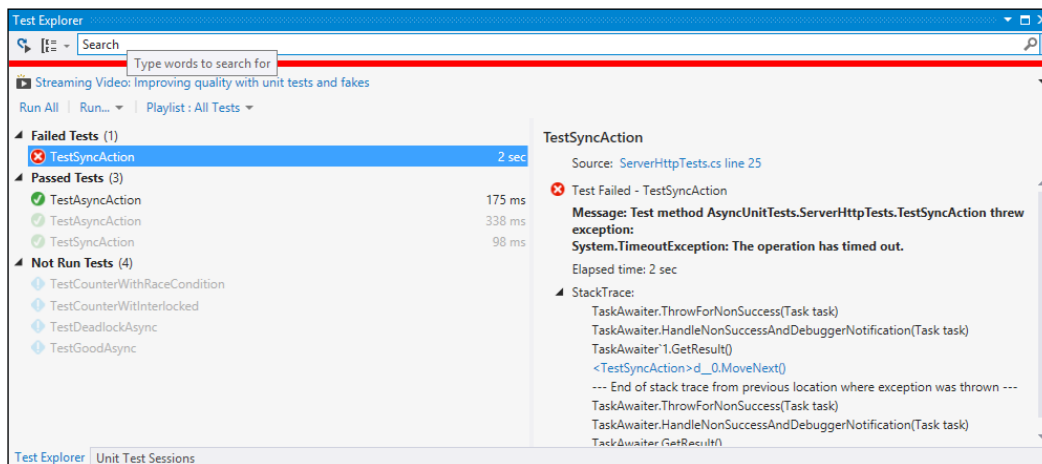 Test Explorer
Search
Type words to search for
Streaming Video: Improving quality with unit tests and fakes
Run All | Run... | Playlist : All Tests
Failed Tests (1)
TestSyncAction 2 sec
Passed Tests (3)
TestAsyncAction 175 ms
TestAsyncAction 338 ms
TestSyncAction 98 ms
Not Run Tests (4)
TestCounterWithRaceCondition
TestCounterWitInterlocked
TestDeadlockAsync
TestGoodAsync
TestSyncAction
Source: ServerHttpTests.cs line 25
Test Failed - TestSyncAction
Message: Test method AsyncUnitTests.ServerHttpTests.TestSyncAction threw
exception:
System.TimeoutException: The operation has timed out.
Elapsed time: 2 sec
StackTrace:
TaskAwaiter.ThrowForNonSuccess(Task task)
TaskAwaiter.HandleNonSuccessAndDebuggerNotification(Task task)
TaskAwaiter`1.GetResult()
<TestSyncAction>d__0.MoveNext()
--- End of stack trace from previous location where exception was thrown ---
TaskAwaiter.ThrowForNonSuccess(Task task)
TaskAwaiter.HandleNonSuccessAndDebuggerNotification(Task task)
TaskAwaiter.GetResult()
Test Explorer Unit Test Sessions